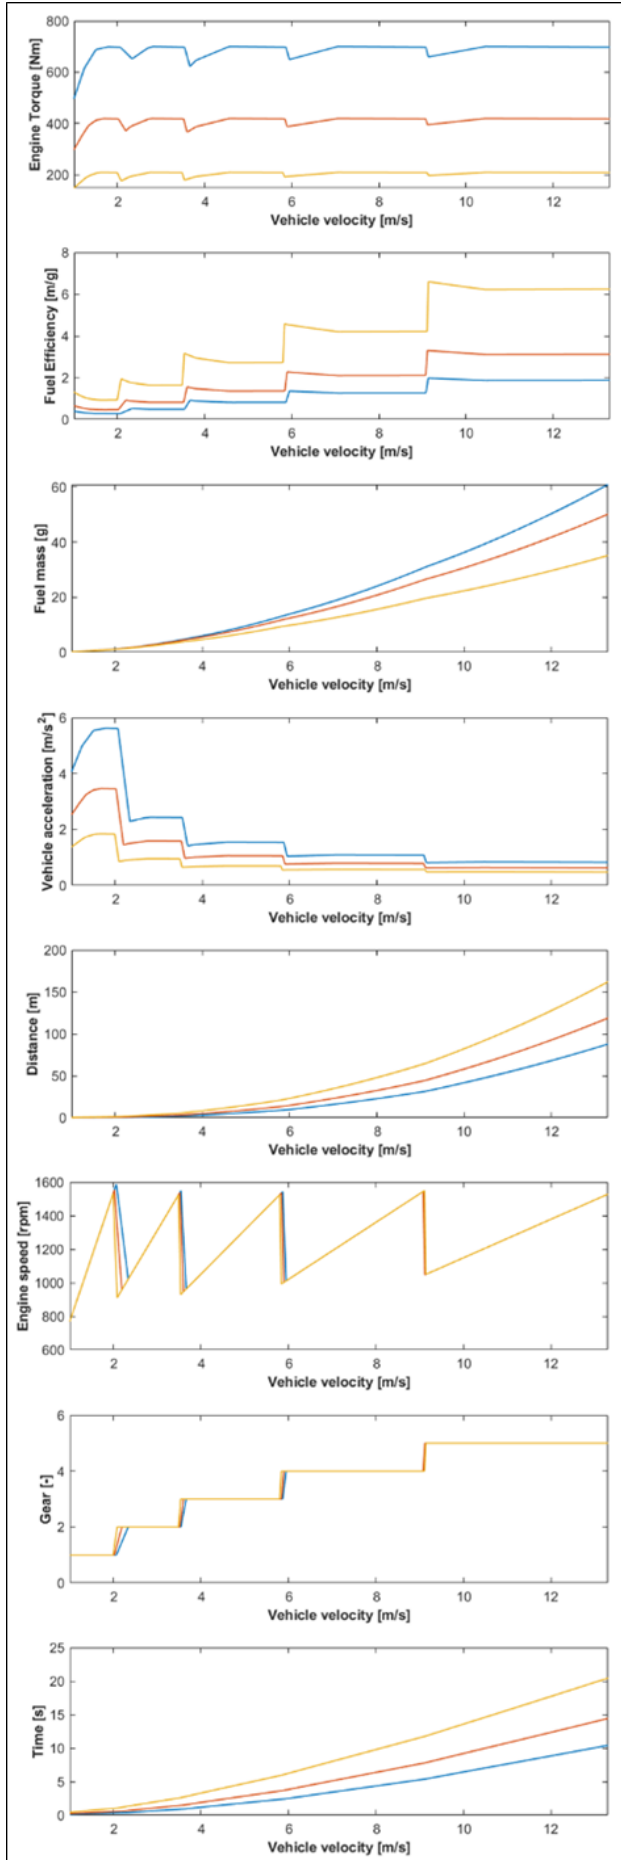 800
600
400
200
Engine Torque [Nm]
2 4 6 8 10 12
Vehicle velocity [m/s]
8
6
4
2
0
Fuel Efficiency [m/g]
2 4 6 8 10 12
Vehicle velocity [m/s]
60
40
20
0
Fuel mass [g]
2 4 6 8 10 12
Vehicle velocity [m/s]
6
4
2
0
Vehicle acceleration [m/s²]
2 4 6 8 10 12
Vehicle velocity [m/s]
200
150
100
50
0
Distance [m]
2 4 6 8 10 12
Vehicle velocity [m/s]
1600
1400
1200
1000
800
600
Engine speed [rpm]
2 4 6 8 10 12
Vehicle velocity [m/s]
6
4
2
0
Gear [-]
2 4 6 8 10 12
Vehicle velocity [m/s]
25
20
15
10
5
0
Time [s]
2 4 6 8 10 12
Vehicle velocity [m/s]